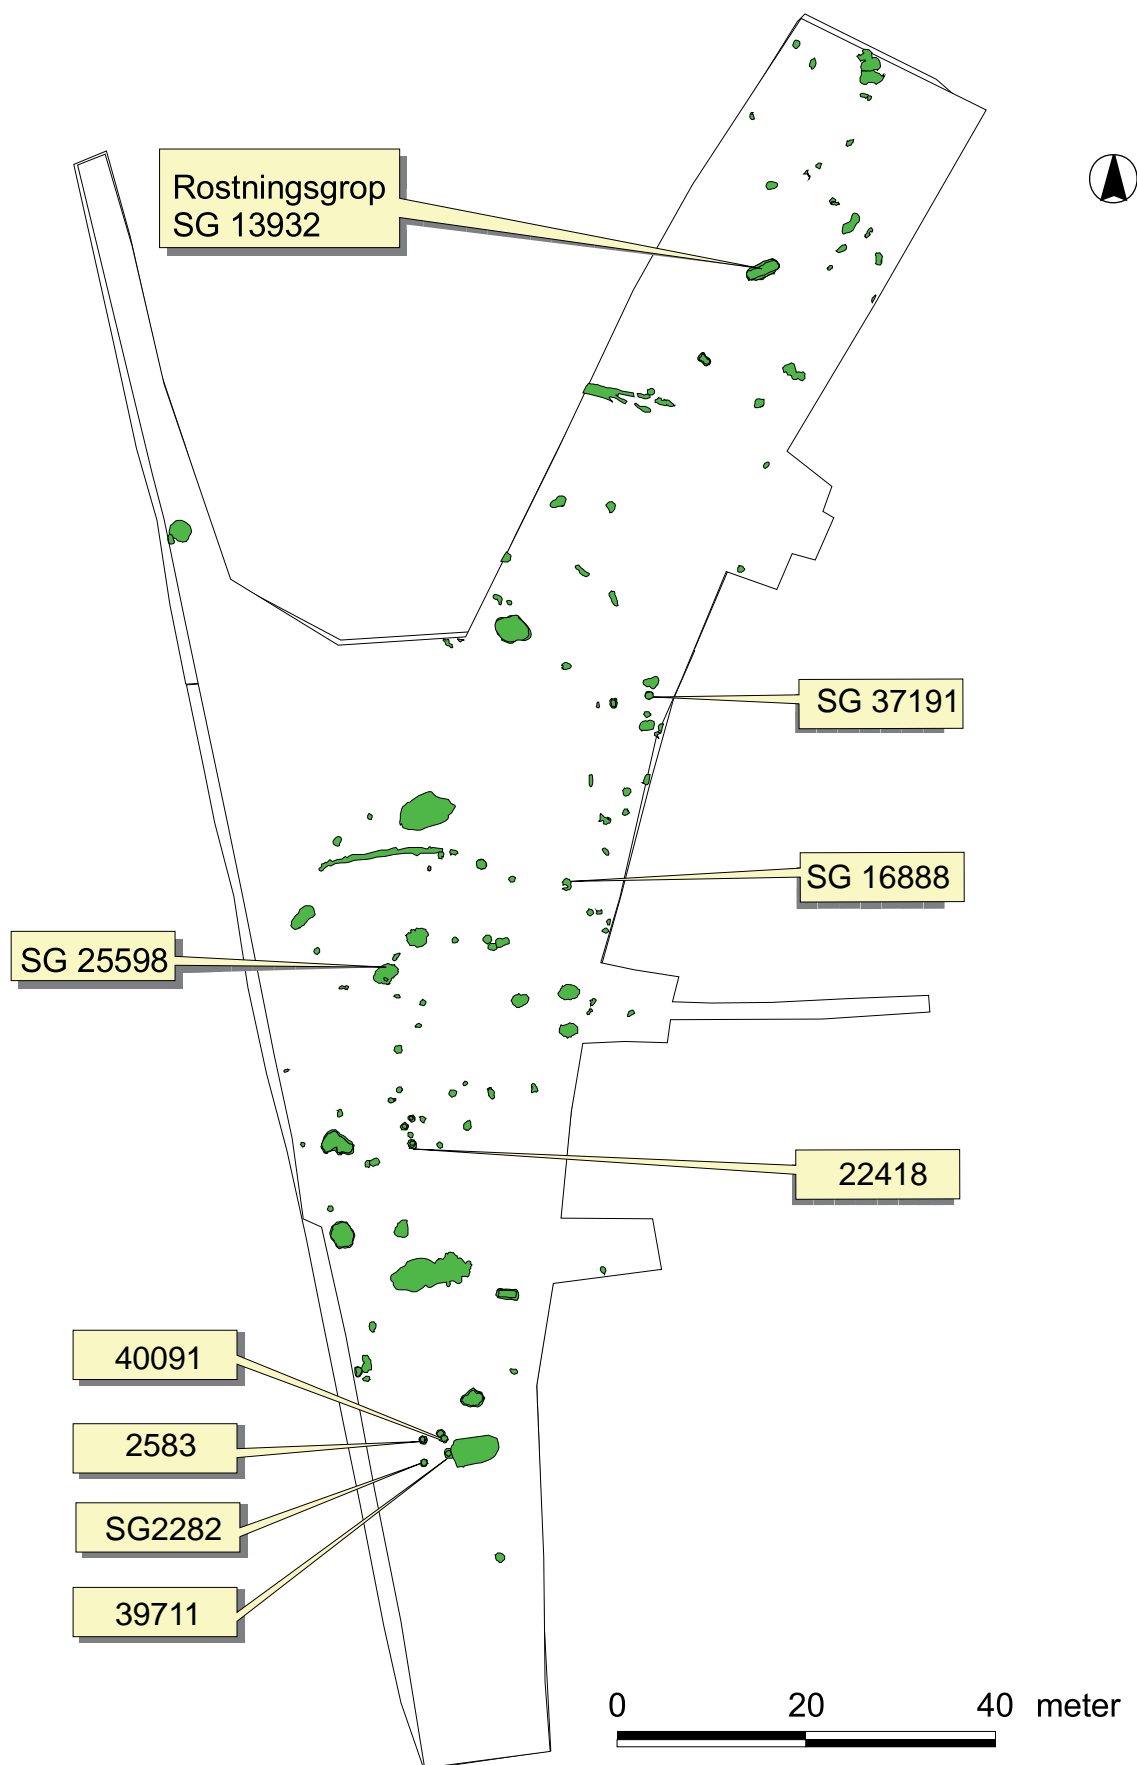 Rostningsgrop
SG 13932
SG 37191
SG 16888
SG 25598
22418
40091
2583
SG2282
39711
0 20 40 meter